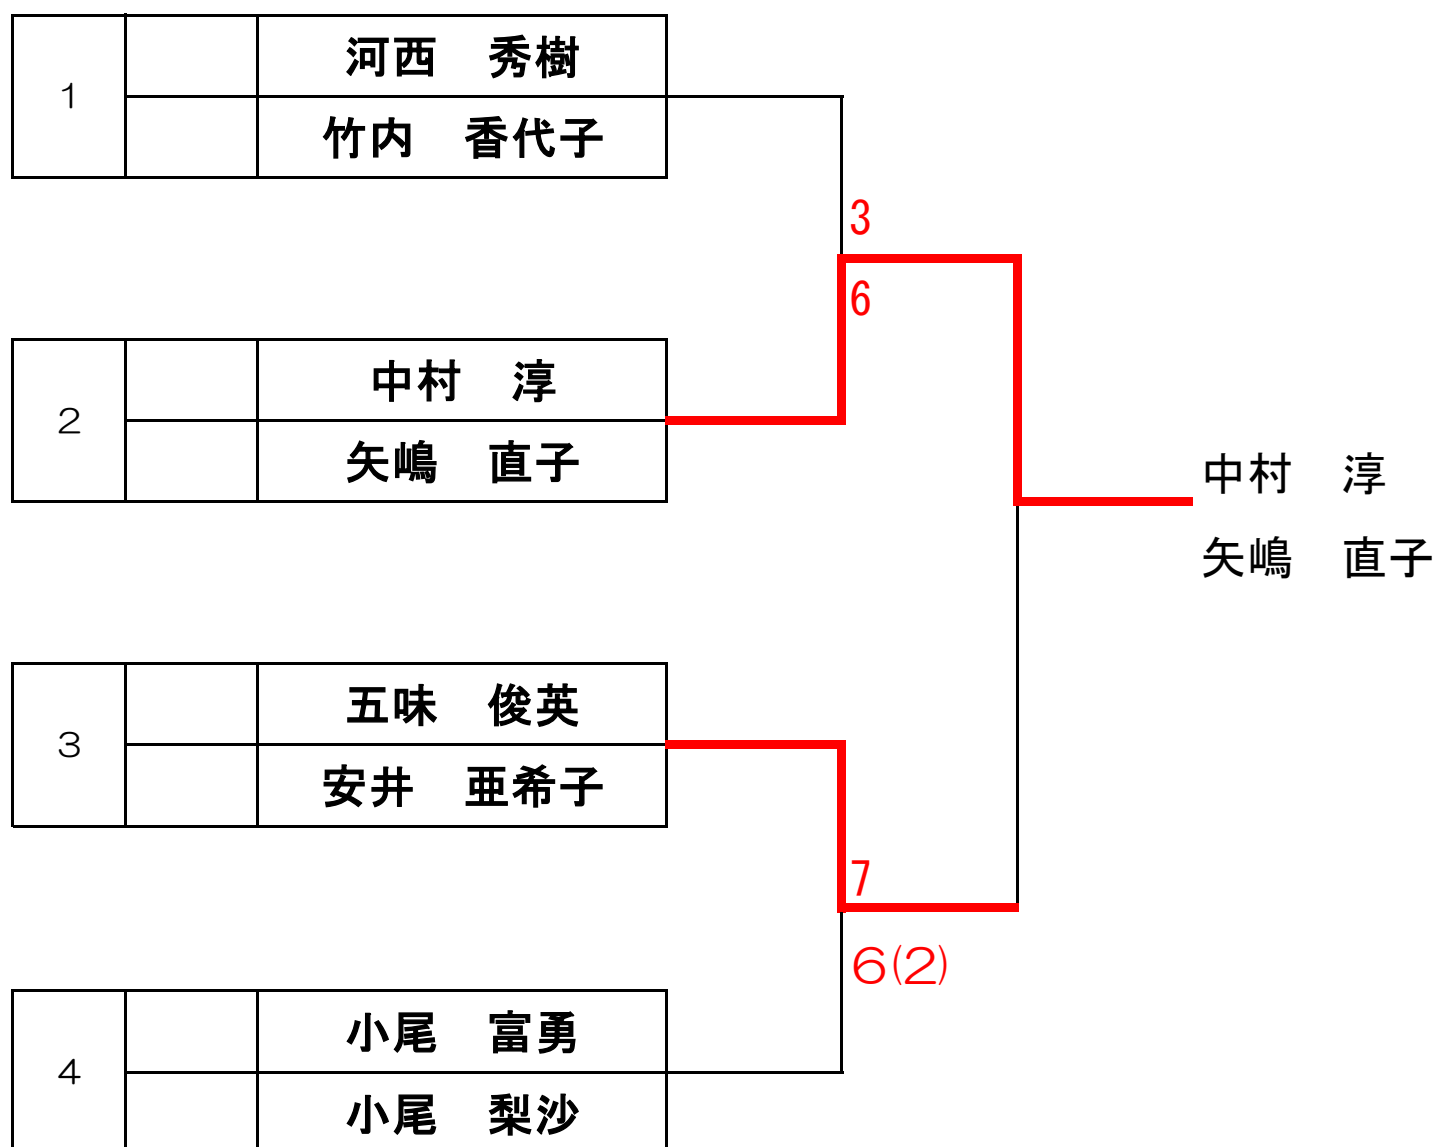 河西　秀樹
1
竹内　香代子
3
6
中村　淳
2
矢嶋　直子
中村　淳
矢嶋　直子
五味　俊英
3
安井　亜希子
7
6(2)
小尾　富勇
4
小尾　梨沙